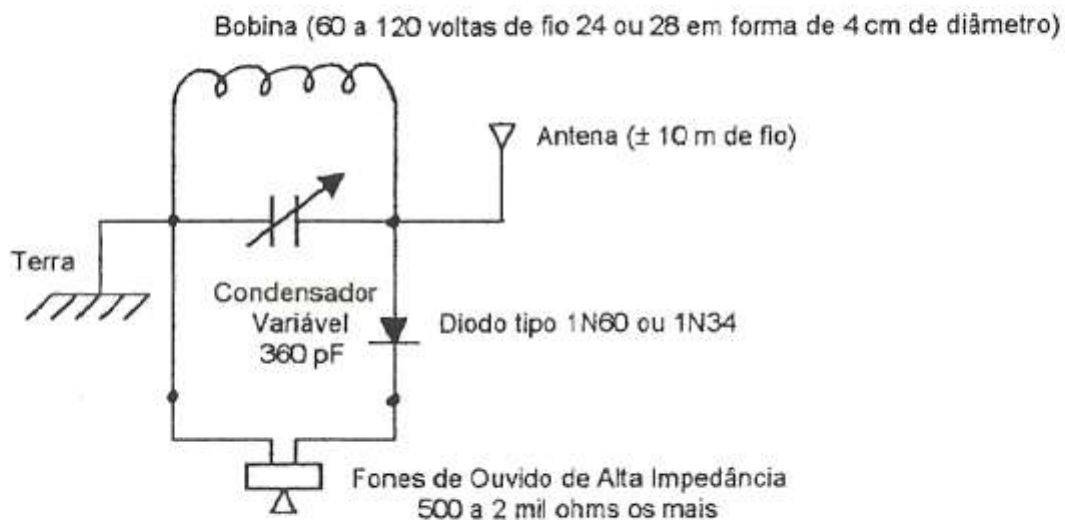 Bobina (60 a 120 voltas de fio 24 ou 28 em forma de 4 cm de diâmetro)
Antena (± 10 m de fio)
Terra
Condensador
Variável
360 pF
Diodo tipo 1N60 ou 1N34
Fones de Ouvido de Alta Impedância
500 a 2 mil ohms os mais